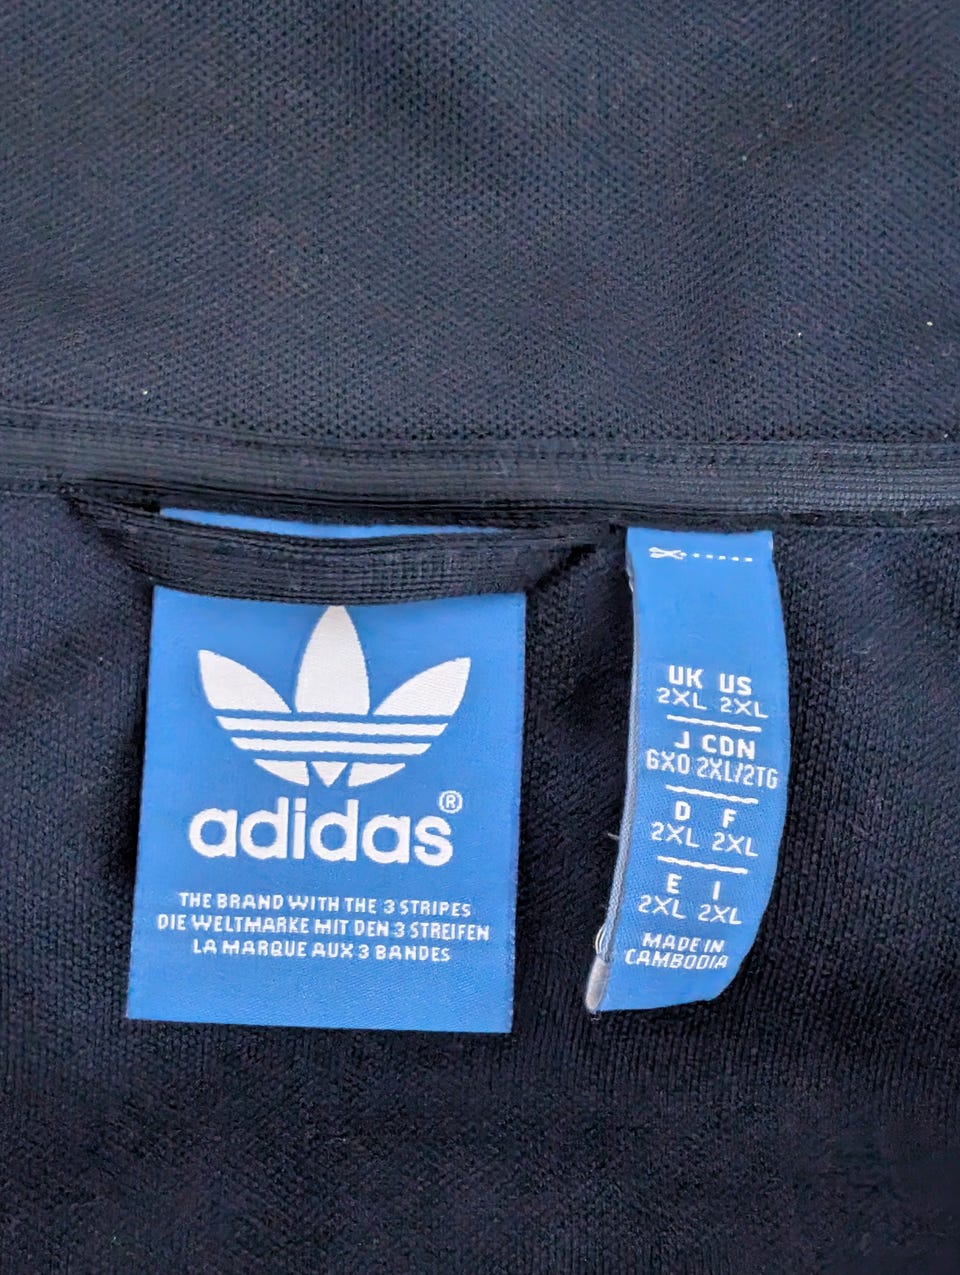 adidas®
THE BRAND WITH THE 3 STRIPES
DIE WELTMARKE MIT DEN 3 STREIFEN
LA MARQUE AUX 3 BANDES
UK US
2XL 2XL
J CDN
6XO 2XL/2TG
D F
2XL 2XL
E I
2XL 2XL
MADE IN
CAMBODIA